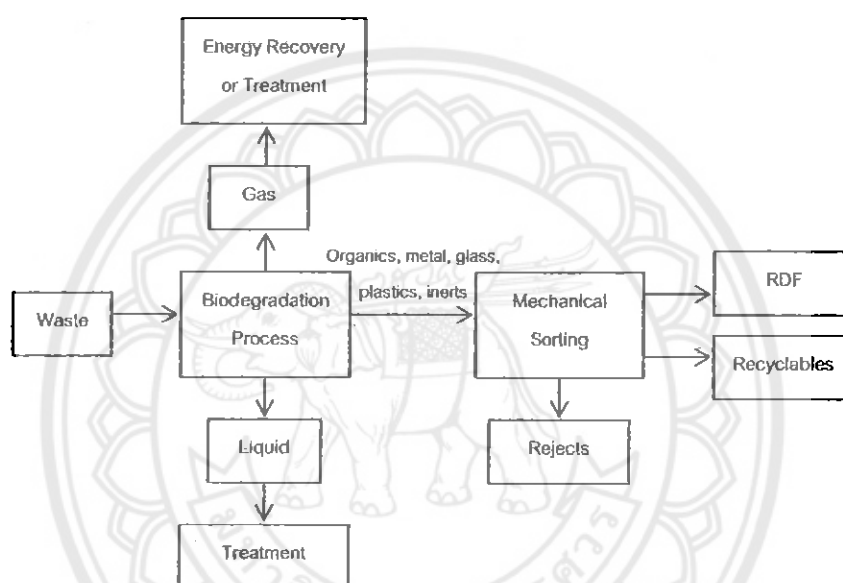 Energy Recovery
or Treatment
Gas
Organics, metal, glass,
plastics, inerts
Waste
Biodegradation
Process
Mechanical
Sorting
RDF
Recyclables
Liquid
Rejects
Treatment